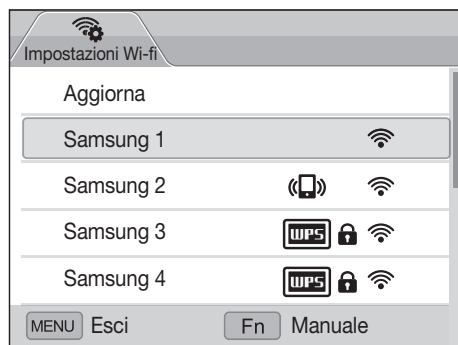 Impostazioni Wi-fi
Aggiorna
Samsung 1
Samsung 2
Samsung 3 WPS
Samsung 4 WPS
MENU Esci Fn Manuale